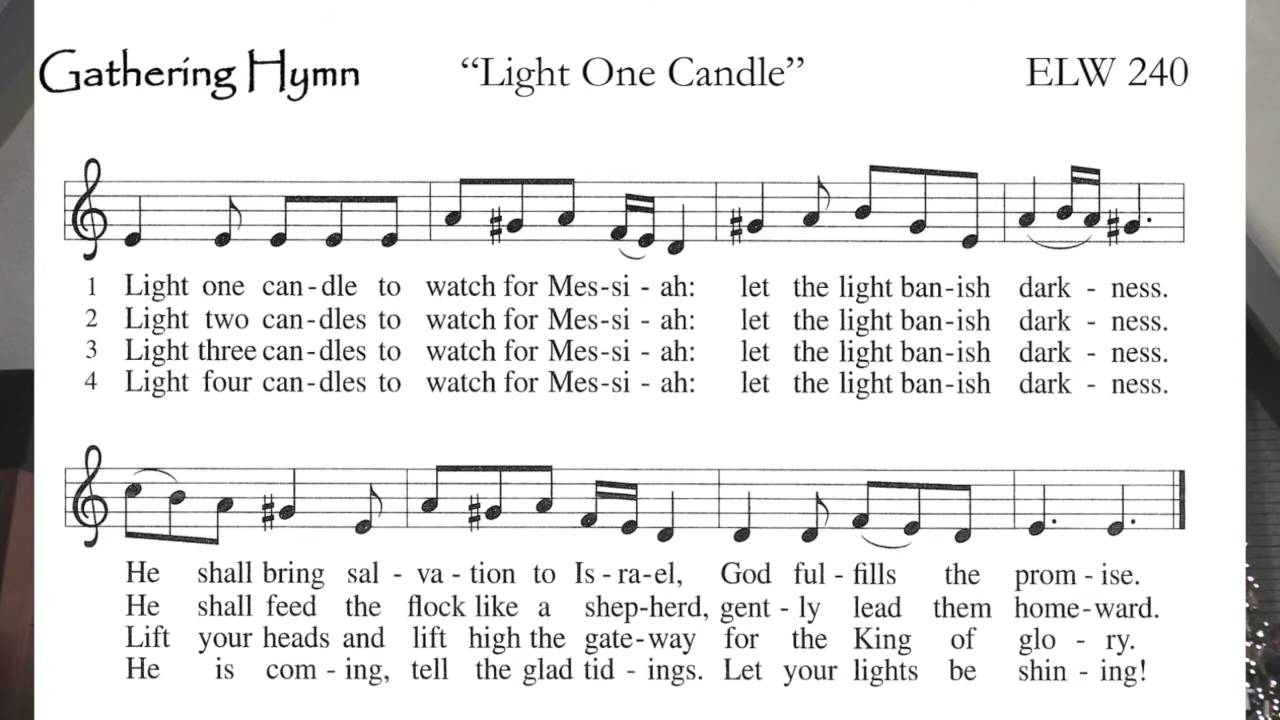 Gathering Hymn “Light One Candle” ELW 240
1 Light one can-dle to watch for Mes-si - ah: let the light ban-ish dark - ness.
2 Light two can-dles to watch for Mes-si - ah: let the light ban-ish dark - ness.
3 Light three can-dles to watch for Mes-si - ah: let the light ban-ish dark - ness.
4 Light four can-dles to watch for Mes-si - ah: let the light ban-ish dark - ness.
He shall bring sal - va - tion to Is - ra-el, God ful - fills the prom - ise.
He shall feed the flock like a shep-herd, gent - ly lead them home-ward.
Lift your heads and lift high the gate-way for the King of glo - ry.
He is com - ing, tell the glad tid - ings. Let your lights be shin - ing!